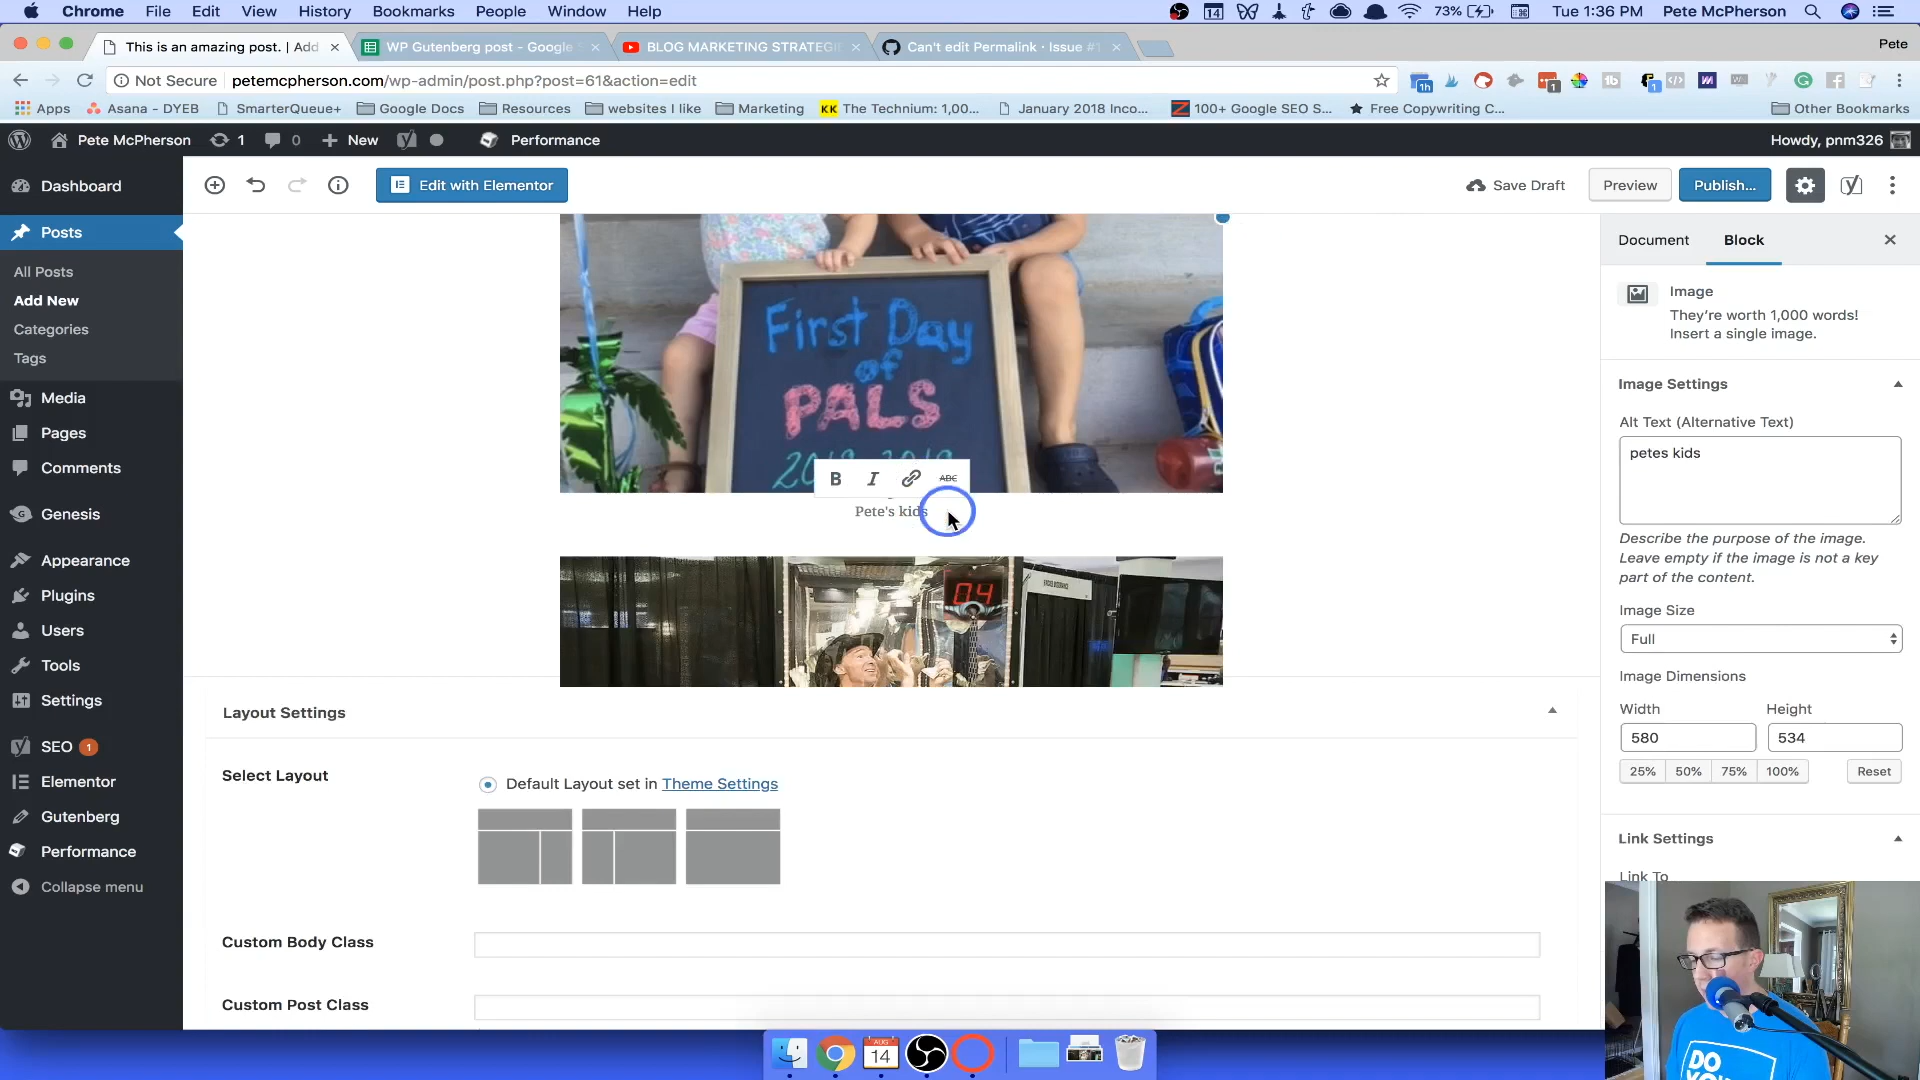 Chrome File Edit View History Bookmarks People Window Help
14 73% Tue 1:36 PM Pete McPherson
This is an amazing post. | Add
WP Gutenberg post - Google S
BLOG MARKETING STRATEGI
Can't edit Permalink · Issue #1
Pete
Not Secure petemcpherson.com/wp-admin/post.php?post=61&action=edit
Apps
Asana - DYEB
SmarterQueue+
Google Docs
Resources
websites I like
Marketing
KK The Technium: 1,00...
January 2018 Inco...
100+ Google SEO S...
Free Copywriting C...
Other Bookmarks
Pete McPherson 1 0 New Performance
Howdy, pnm326
Dashboard
Posts
All Posts
Add New
Categories
Tags
Media
Pages
Comments
Genesis
Appearance
Plugins
Users
Tools
Settings
SEO 1
Elementor
Gutenberg
Performance
Collapse menu
Edit with Elementor
Save Draft
Preview
Publish...
First Day
of
PALS
2018-2019
B I ABC
Pete's kids
04
Layout Settings
Select Layout
Default Layout set in Theme Settings
Custom Body Class
Custom Post Class
Document Block
Image
They're worth 1,000 words!
Insert a single image.
Image Settings
Alt Text (Alternative Text)
petes kids
Describe the purpose of the image.
Leave empty if the image is not a key
part of the content.
Image Size
Full
Image Dimensions
Width Height
580 534
25% 50% 75% 100% Reset
Link Settings
Link To
AUG
14
DO